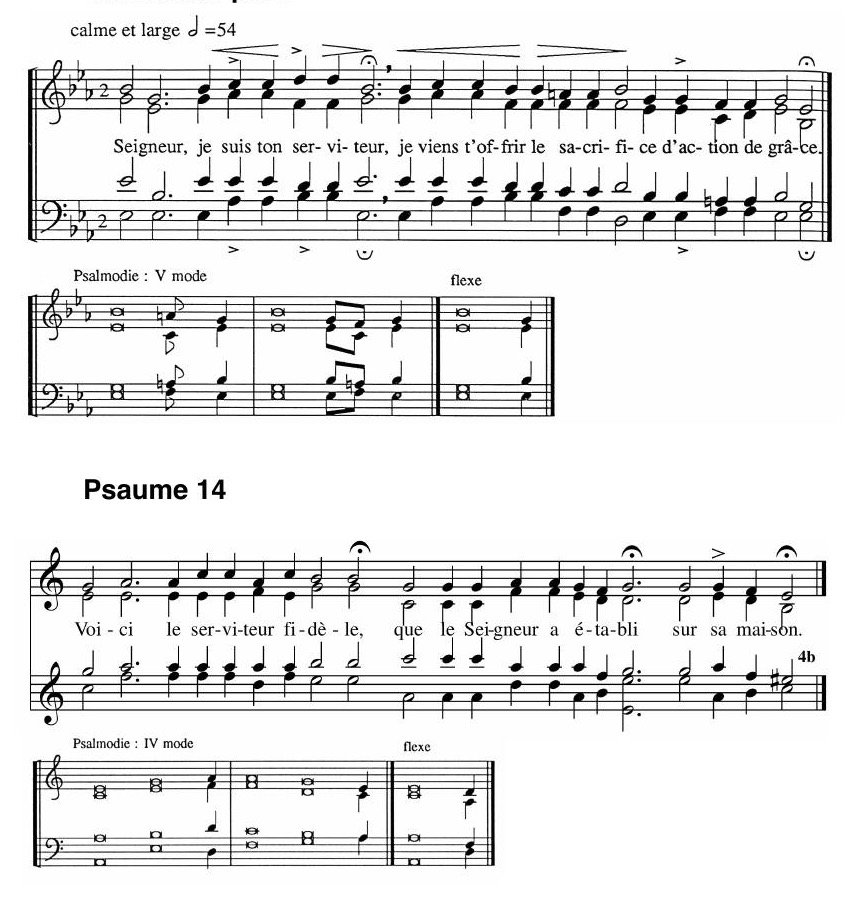 calme et large 𝅗𝅥 =54
Seigneur, je suis ton ser- vi- teur, je viens t'of-frir le sa-cri- fi- ce d'ac- tion de grâ-ce.
Psalmodie : V mode
flexe
Psaume 14
Voi - ci le ser-vi-teur fi-dè - le, que le Sei-gneur a é-ta-bli sur sa mai-son.
4b
Psalmodie : IV mode
flexe